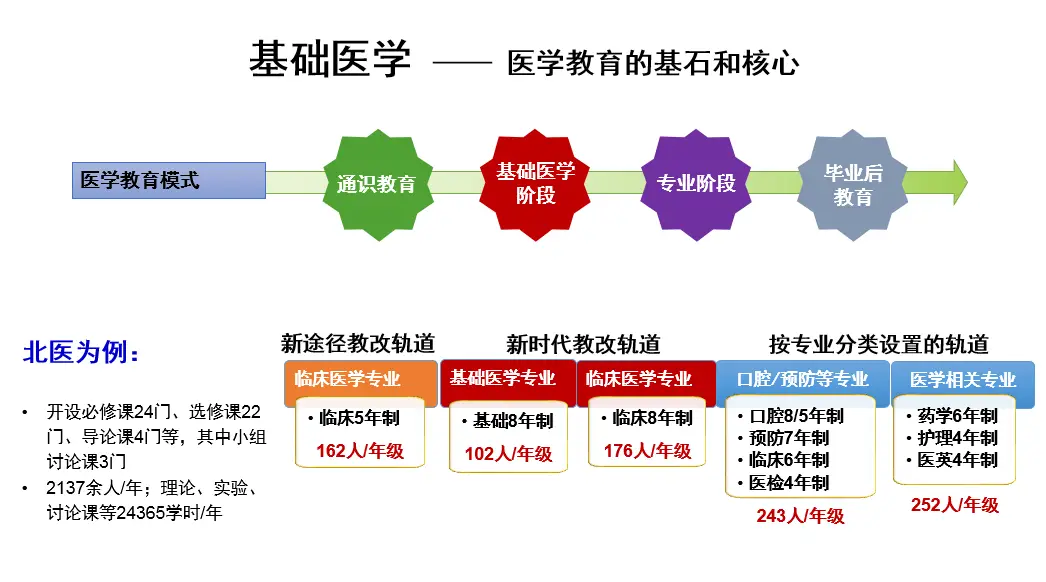 基础医学 —— 医学教育的基石和核心
医学教育模式
通识教育
基础医学
阶段
专业阶段
毕业后
教育
北医为例：
• 开设必修课24门、选修课22
门、导论课4门等，其中小组
讨论课3门
• 2137余人/年；理论、实验、
讨论课等24365学时/年
新途径教改轨道
临床医学专业
• 临床5年制
162人/年级
新时代教改轨道
基础医学专业
• 基础8年制
102人/年级
临床医学专业
• 临床8年制
176人/年级
按专业分类设置的轨道
口腔/预防等专业
• 口腔8/5年制
• 预防7年制
• 临床6年制
• 医检4年制
243人/年级
医学相关专业
• 药学6年制
• 护理4年制
• 医英4年制
252人/年级